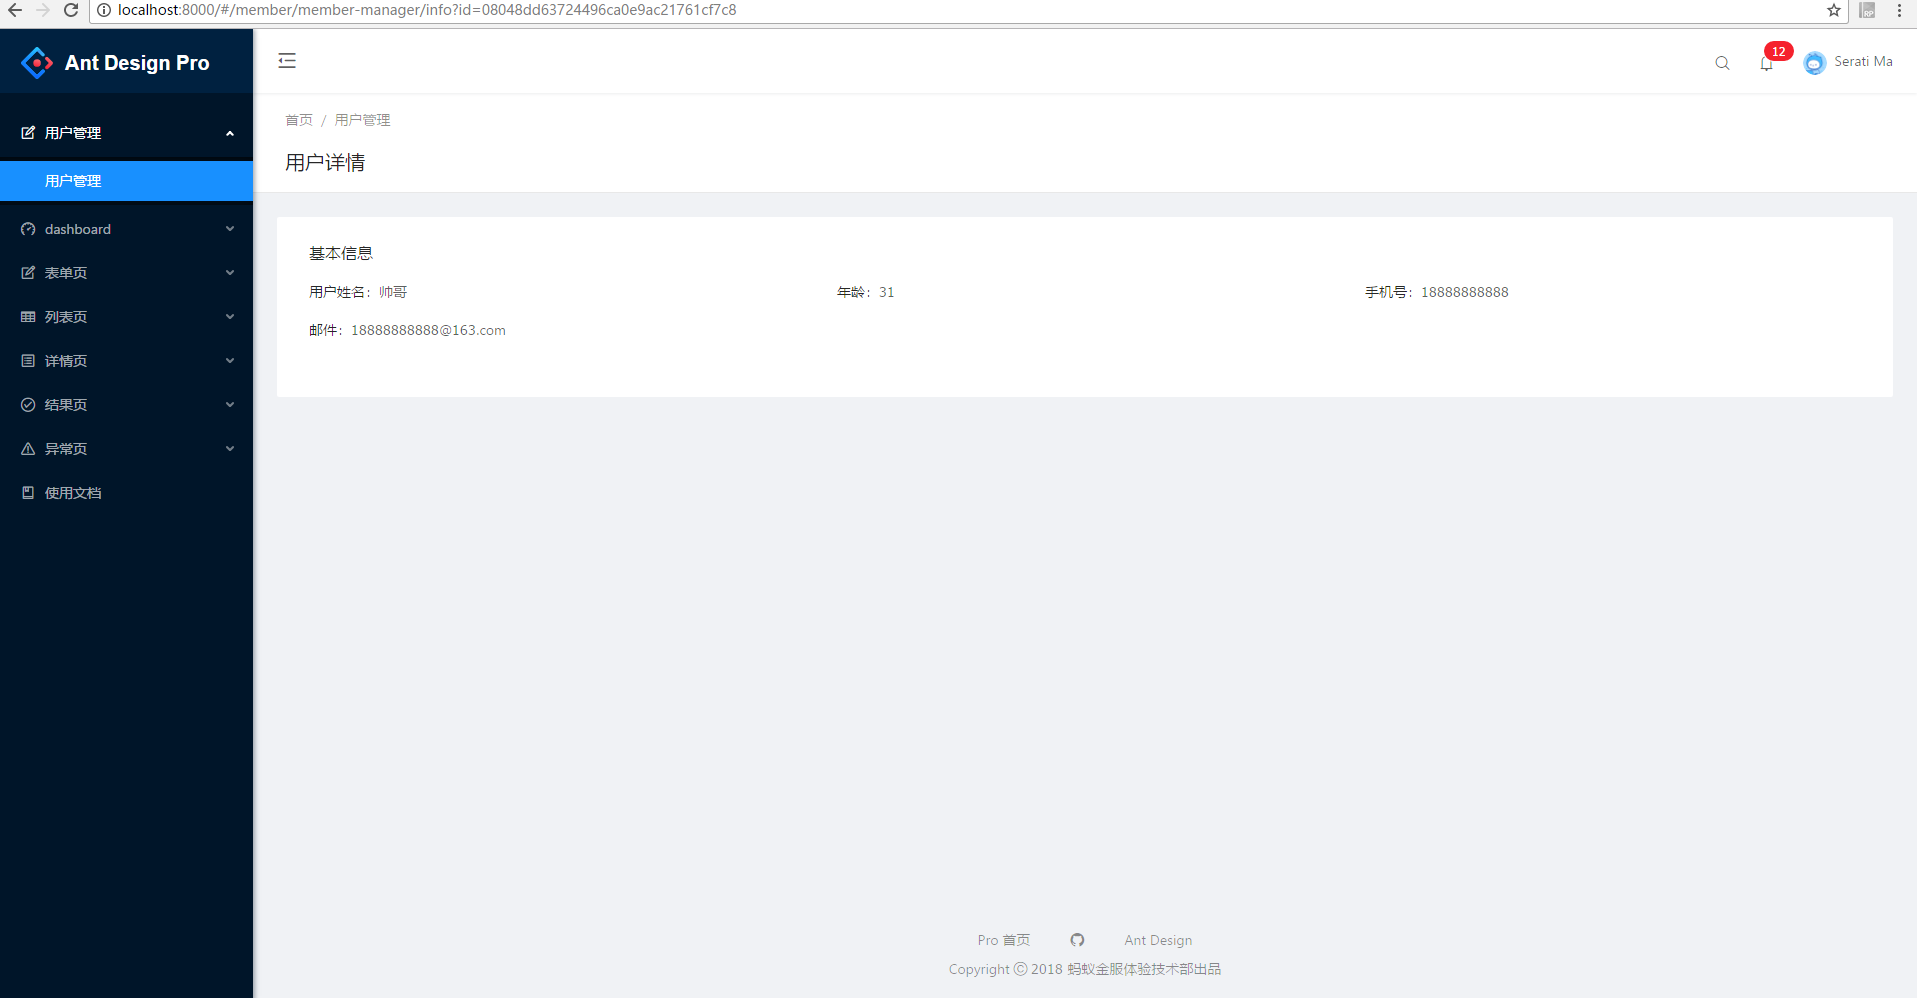 localhost:8000/#/member/member-manager/info?id=08048dd63724496ca0e9ac21761cf7c8
RP
Ant Design Pro
12
Serati Ma
用户管理
用户管理
dashboard
表单页
列表页
详情页
结果页
异常页
使用文档
首页 / 用户管理
用户详情
基本信息
用户姓名：帅哥 年龄：31 手机号：18888888888
邮件：18888888888@163.com
Pro 首页 Ant Design
Copyright © 2018 蚂蚁金服体验技术部出品